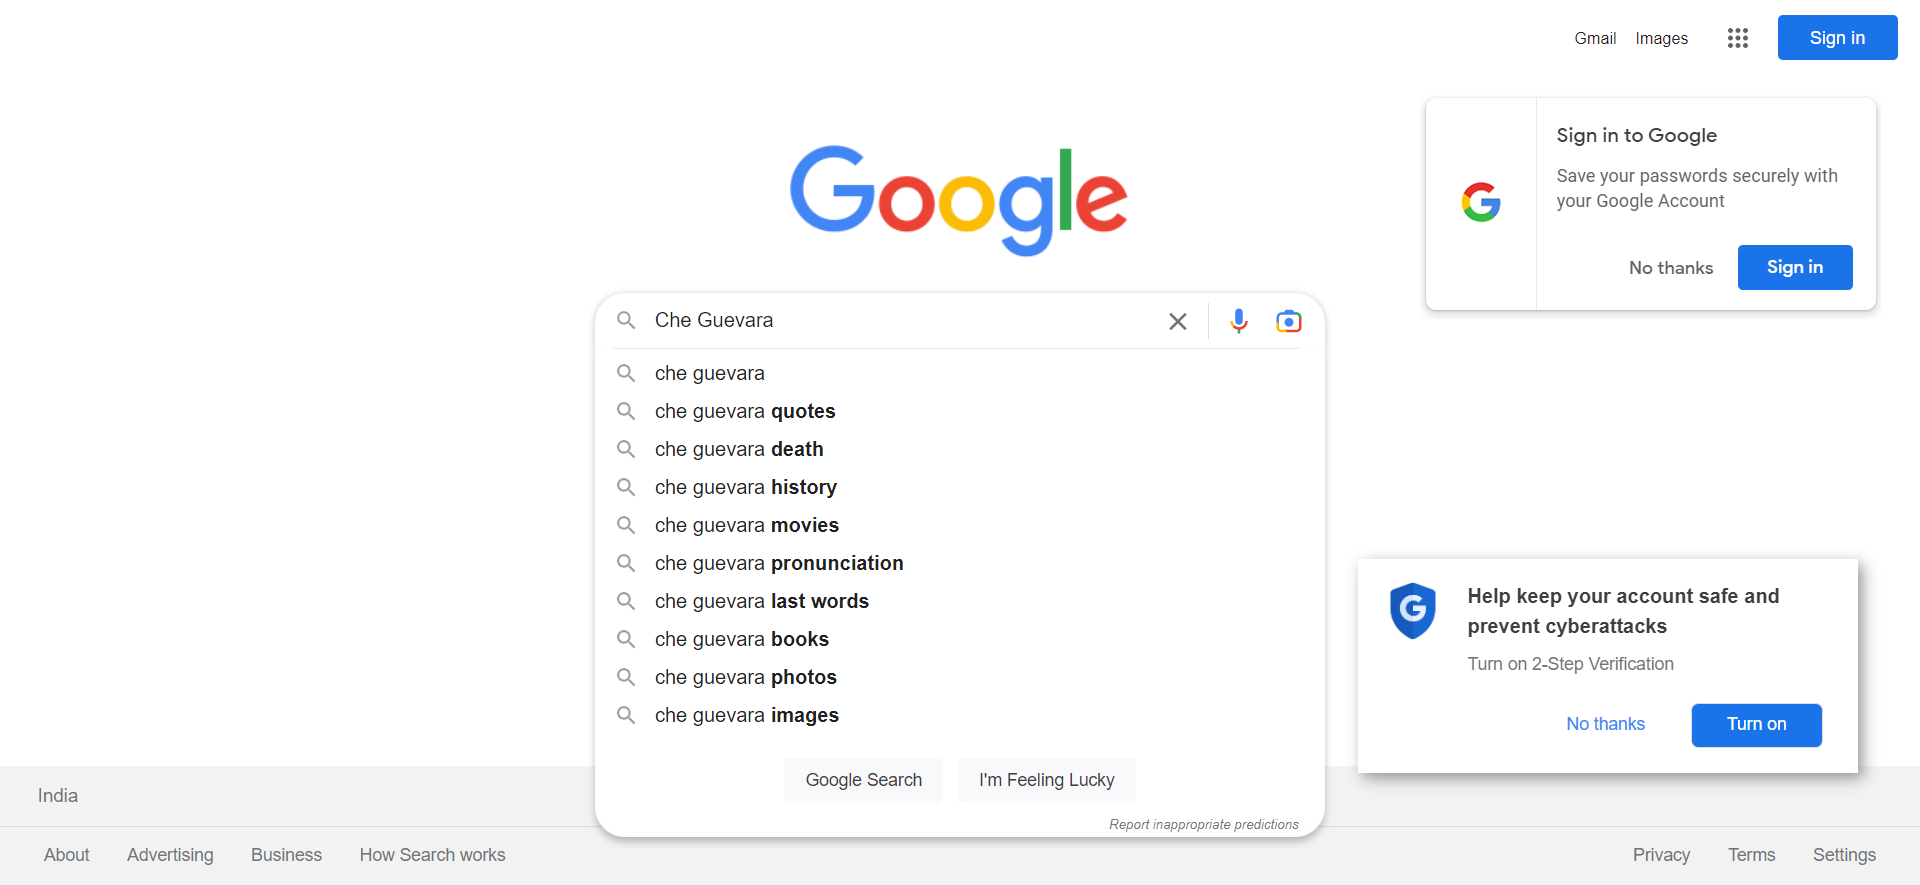 Gmail Images Sign in
Google
Sign in to Google
Save your passwords securely with
your Google Account
No thanks Sign in
Che Guevara
che guevara
che guevara quotes
che guevara death
che guevara history
che guevara movies
che guevara pronunciation
che guevara last words
che guevara books
che guevara photos
che guevara images
Google Search I'm Feeling Lucky
Report inappropriate predictions
G
Help keep your account safe and
prevent cyberattacks
Turn on 2-Step Verification
No thanks Turn on
India
About Advertising Business How Search works Privacy Terms Settings